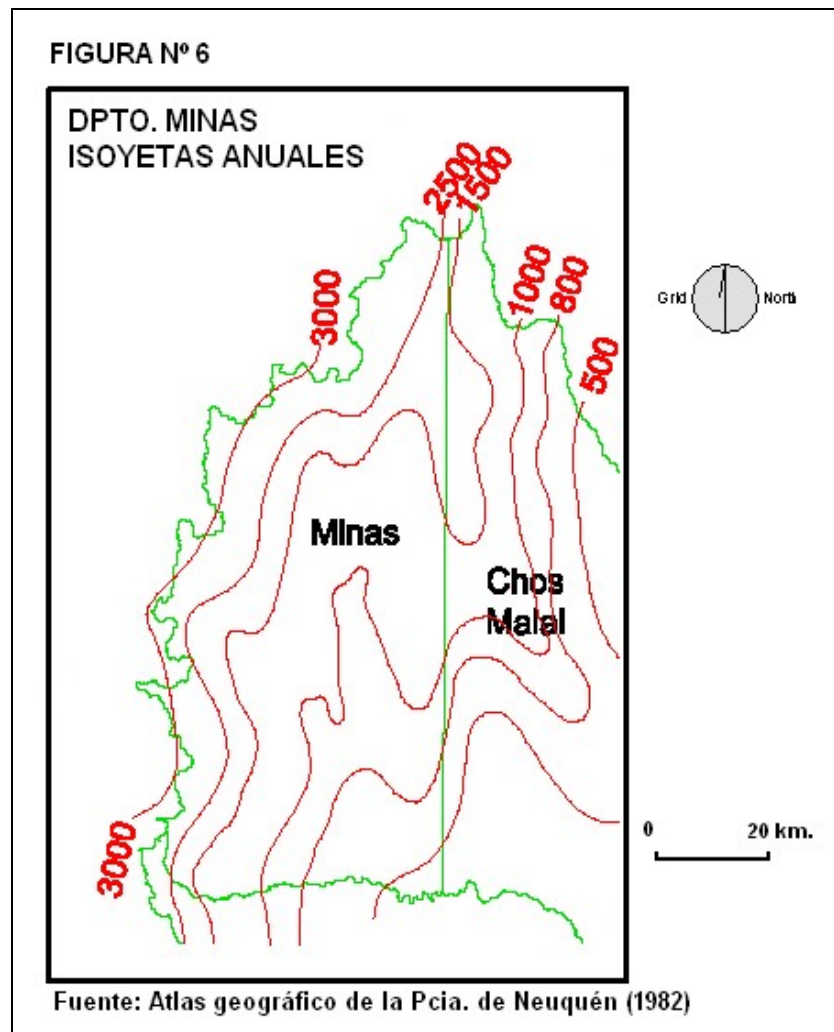 FIGURA Nº 6
DPTO. MINAS
ISOYETAS ANUALES
2500
1500
3000
1000
800
500
Grid North
Minas
Chos
Malal
3000
0 20 km.
Fuente: Atlas geográfico de la Pcia. de Neuquén (1982)